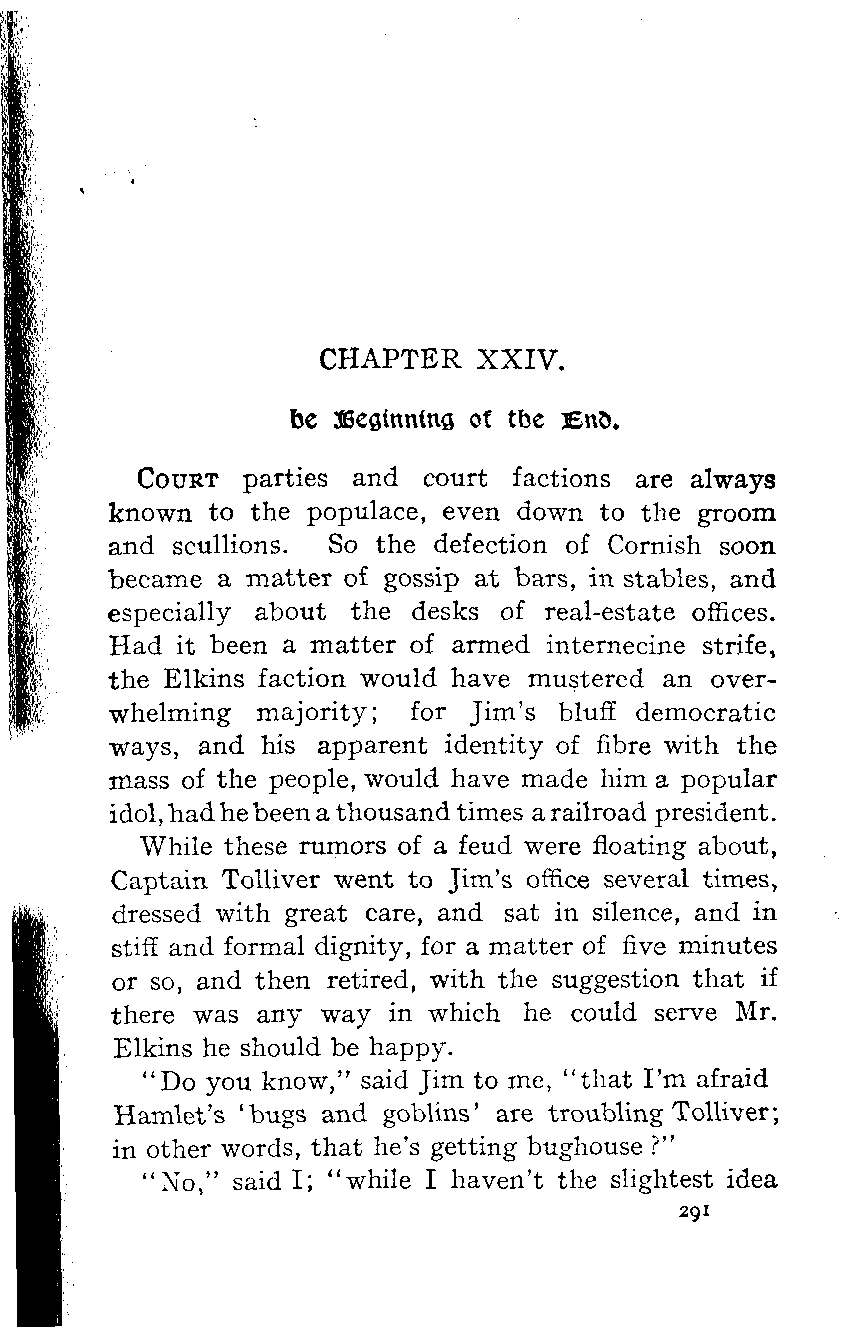 CHAPTER XXIV.
be Beginning of the End.
COURT parties and court factions are always
known to the populace, even down to the groom
and scullions. So the defection of Cornish soon
became a matter of gossip at bars, in stables, and
especially about the desks of real-estate offices.
Had it been a matter of armed internecine strife,
the Elkins faction would have mustered an over-
whelming majority; for Jim's bluff democratic
ways, and his apparent identity of fibre with the
mass of the people, would have made him a popular
idol, had he been a thousand times a railroad president.
While these rumors of a feud were floating about,
Captain Tolliver went to Jim's office several times,
dressed with great care, and sat in silence, and in
stiff and formal dignity, for a matter of five minutes
or so, and then retired, with the suggestion that if
there was any way in which he could serve Mr.
Elkins he should be happy.
"Do you know," said Jim to me, "that I'm afraid
Hamlet's 'bugs and goblins' are troubling Tolliver;
in other words, that he's getting bughouse?"
"No," said I; "while I haven't the slightest idea
291